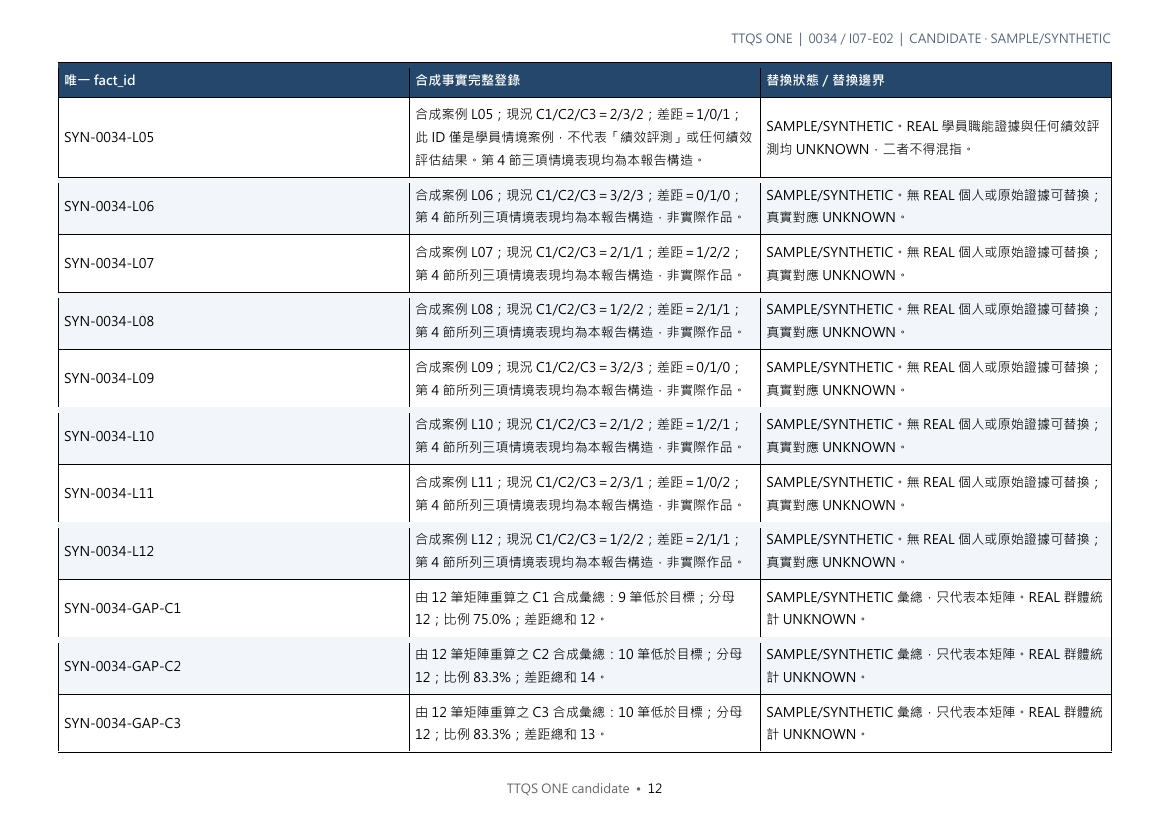 TTQS ONE | 0034 / I07-E02 | CANDIDATE · SAMPLE/SYNTHETIC
唯一 fact_id
合成事實完整登錄
替換狀態 / 替換邊界
SYN-0034-L05
合成案例 L05；現況 C1/C2/C3＝2/3/2；差距＝1/0/1；
此 ID 僅是學員情境案例，不代表「績效評測」或任何績效
評估結果。第 4 節三項情境表現均為本報告構造。
SAMPLE/SYNTHETIC。REAL 學員職能證據與任何績效評
測均 UNKNOWN，二者不得混指。
SYN-0034-L06
合成案例 L06；現況 C1/C2/C3＝3/2/3；差距＝0/1/0；
第 4 節所列三項情境表現均為本報告構造，非實際作品。
SAMPLE/SYNTHETIC。無 REAL 個人或原始證據可替換；
真實對應 UNKNOWN。
SYN-0034-L07
合成案例 L07；現況 C1/C2/C3＝2/1/1；差距＝1/2/2；
第 4 節所列三項情境表現均為本報告構造，非實際作品。
SAMPLE/SYNTHETIC。無 REAL 個人或原始證據可替換；
真實對應 UNKNOWN。
SYN-0034-L08
合成案例 L08；現況 C1/C2/C3＝1/2/2；差距＝2/1/1；
第 4 節所列三項情境表現均為本報告構造，非實際作品。
SAMPLE/SYNTHETIC。無 REAL 個人或原始證據可替換；
真實對應 UNKNOWN。
SYN-0034-L09
合成案例 L09；現況 C1/C2/C3＝3/2/3；差距＝0/1/0；
第 4 節所列三項情境表現均為本報告構造，非實際作品。
SAMPLE/SYNTHETIC。無 REAL 個人或原始證據可替換；
真實對應 UNKNOWN。
SYN-0034-L10
合成案例 L10；現況 C1/C2/C3＝2/1/2；差距＝1/2/1；
第 4 節所列三項情境表現均為本報告構造，非實際作品。
SAMPLE/SYNTHETIC。無 REAL 個人或原始證據可替換；
真實對應 UNKNOWN。
SYN-0034-L11
合成案例 L11；現況 C1/C2/C3＝2/3/1；差距＝1/0/2；
第 4 節所列三項情境表現均為本報告構造，非實際作品。
SAMPLE/SYNTHETIC。無 REAL 個人或原始證據可替換；
真實對應 UNKNOWN。
SYN-0034-L12
合成案例 L12；現況 C1/C2/C3＝1/2/2；差距＝2/1/1；
第 4 節所列三項情境表現均為本報告構造，非實際作品。
SAMPLE/SYNTHETIC。無 REAL 個人或原始證據可替換；
真實對應 UNKNOWN。
SYN-0034-GAP-C1
由 12 筆矩陣重算之 C1 合成彙總：9 筆低於目標；分母
12；比例 75.0%；差距總和 12。
SAMPLE/SYNTHETIC 彙總，只代表本矩陣。REAL 群體統
計 UNKNOWN。
SYN-0034-GAP-C2
由 12 筆矩陣重算之 C2 合成彙總：10 筆低於目標；分母
12；比例 83.3%；差距總和 14。
SAMPLE/SYNTHETIC 彙總，只代表本矩陣。REAL 群體統
計 UNKNOWN。
SYN-0034-GAP-C3
由 12 筆矩陣重算之 C3 合成彙總：10 筆低於目標；分母
12；比例 83.3%；差距總和 13。
SAMPLE/SYNTHETIC 彙總，只代表本矩陣。REAL 群體統
計 UNKNOWN。
TTQS ONE candidate • 12